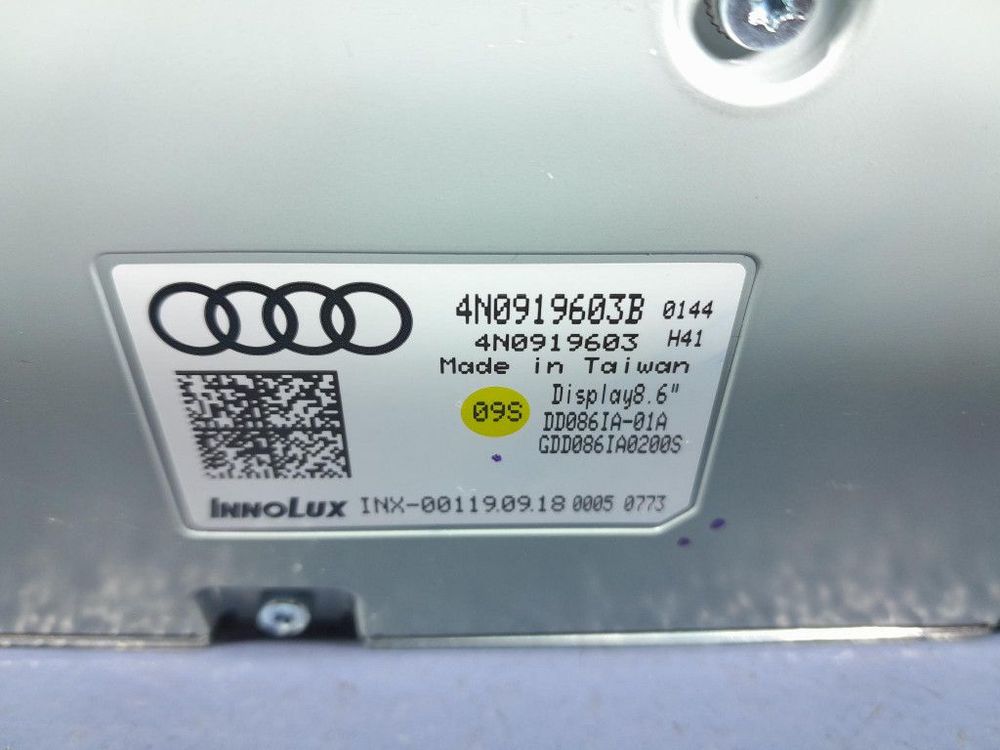 4N0919603B 0144
4N0919603 H41
Made in Taiwan
09S
Display8.6"
DD086IA-01A
GDD086IA0200S
INNOLUX INX-00119.09.18 0005 0773